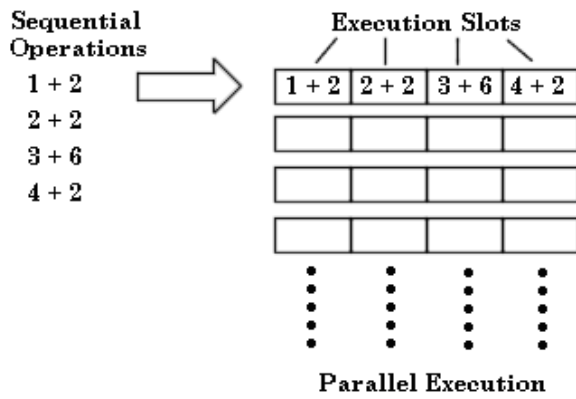 Sequential
Operations
1 + 2
2 + 2
3 + 6
4 + 2
Execution Slots
1 + 2 2 + 2 3 + 6 4 + 2
Parallel Execution